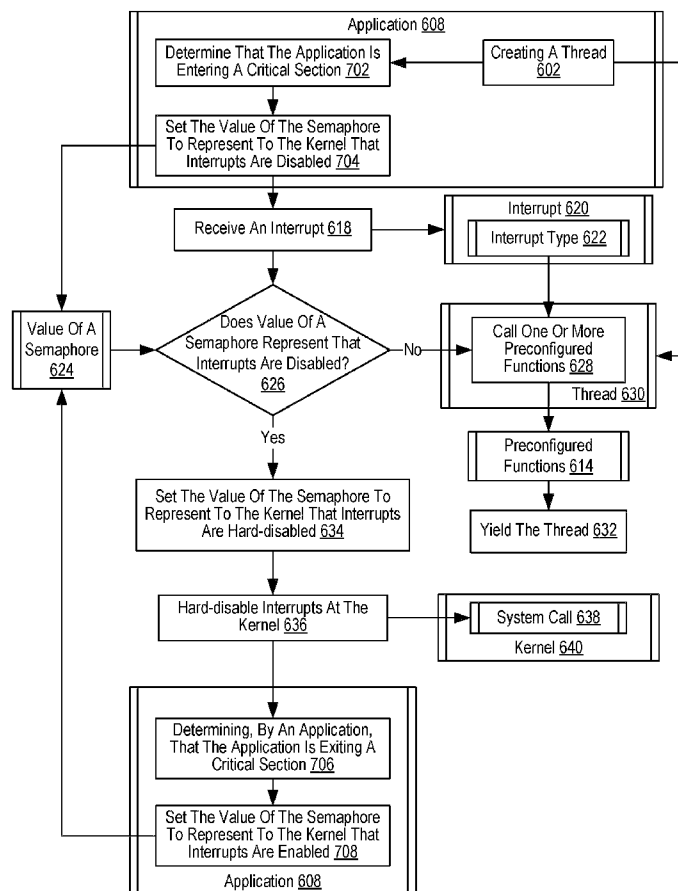 Application 608
Determine That The Application Is
Entering A Critical Section 702
Creating A Thread
602
Set The Value Of The Semaphore
To Represent To The Kernel That
Interrupts Are Disabled 704
Receive An Interrupt 618
Interrupt 620
Interrupt Type 622
Value Of A
Semaphore
624
Does Value Of A
Semaphore Represent That
Interrupts Are Disabled?
626
No
Call One Or More
Preconfigured
Functions 628
Thread 630
Yes
Preconfigured
Functions 614
Set The Value Of The Semaphore To
Represent To The Kernel That Interrupts
Are Hard-disabled 634
Yield The Thread 632
Hard-disable Interrupts At The
Kernel 636
System Call 638
Kernel 640
Determining, By An Application,
That The Application Is Exiting A
Critical Section 706
Set The Value Of The Semaphore
To Represent To The Kernel That
Interrupts Are Enabled 708
Application 608